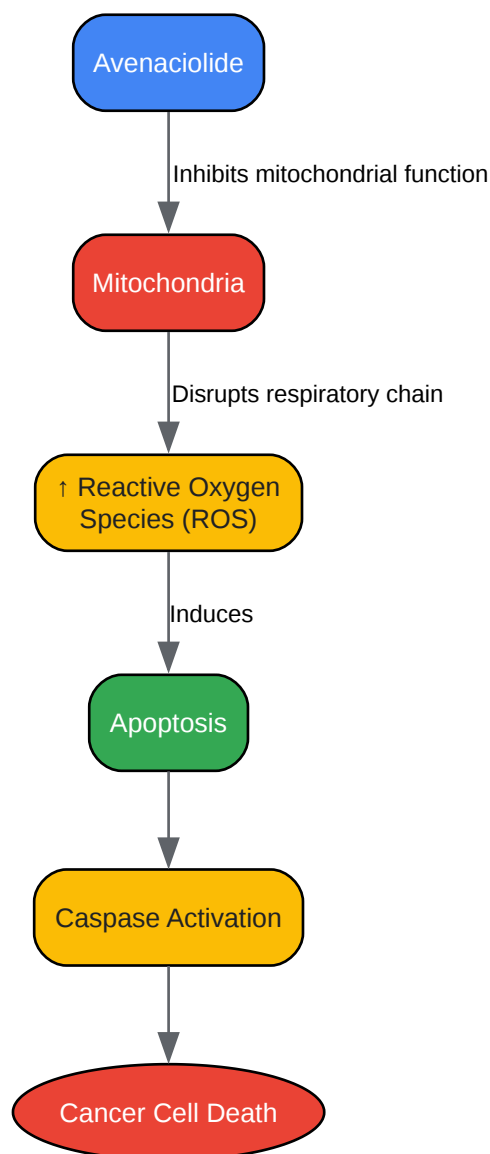 Avenaciolide
Inhibits mitochondrial function
Mitochondria
Disrupts respiratory chain
↑ Reactive Oxygen
Species (ROS)
Induces
Apoptosis
Caspase Activation
Cancer Cell Death